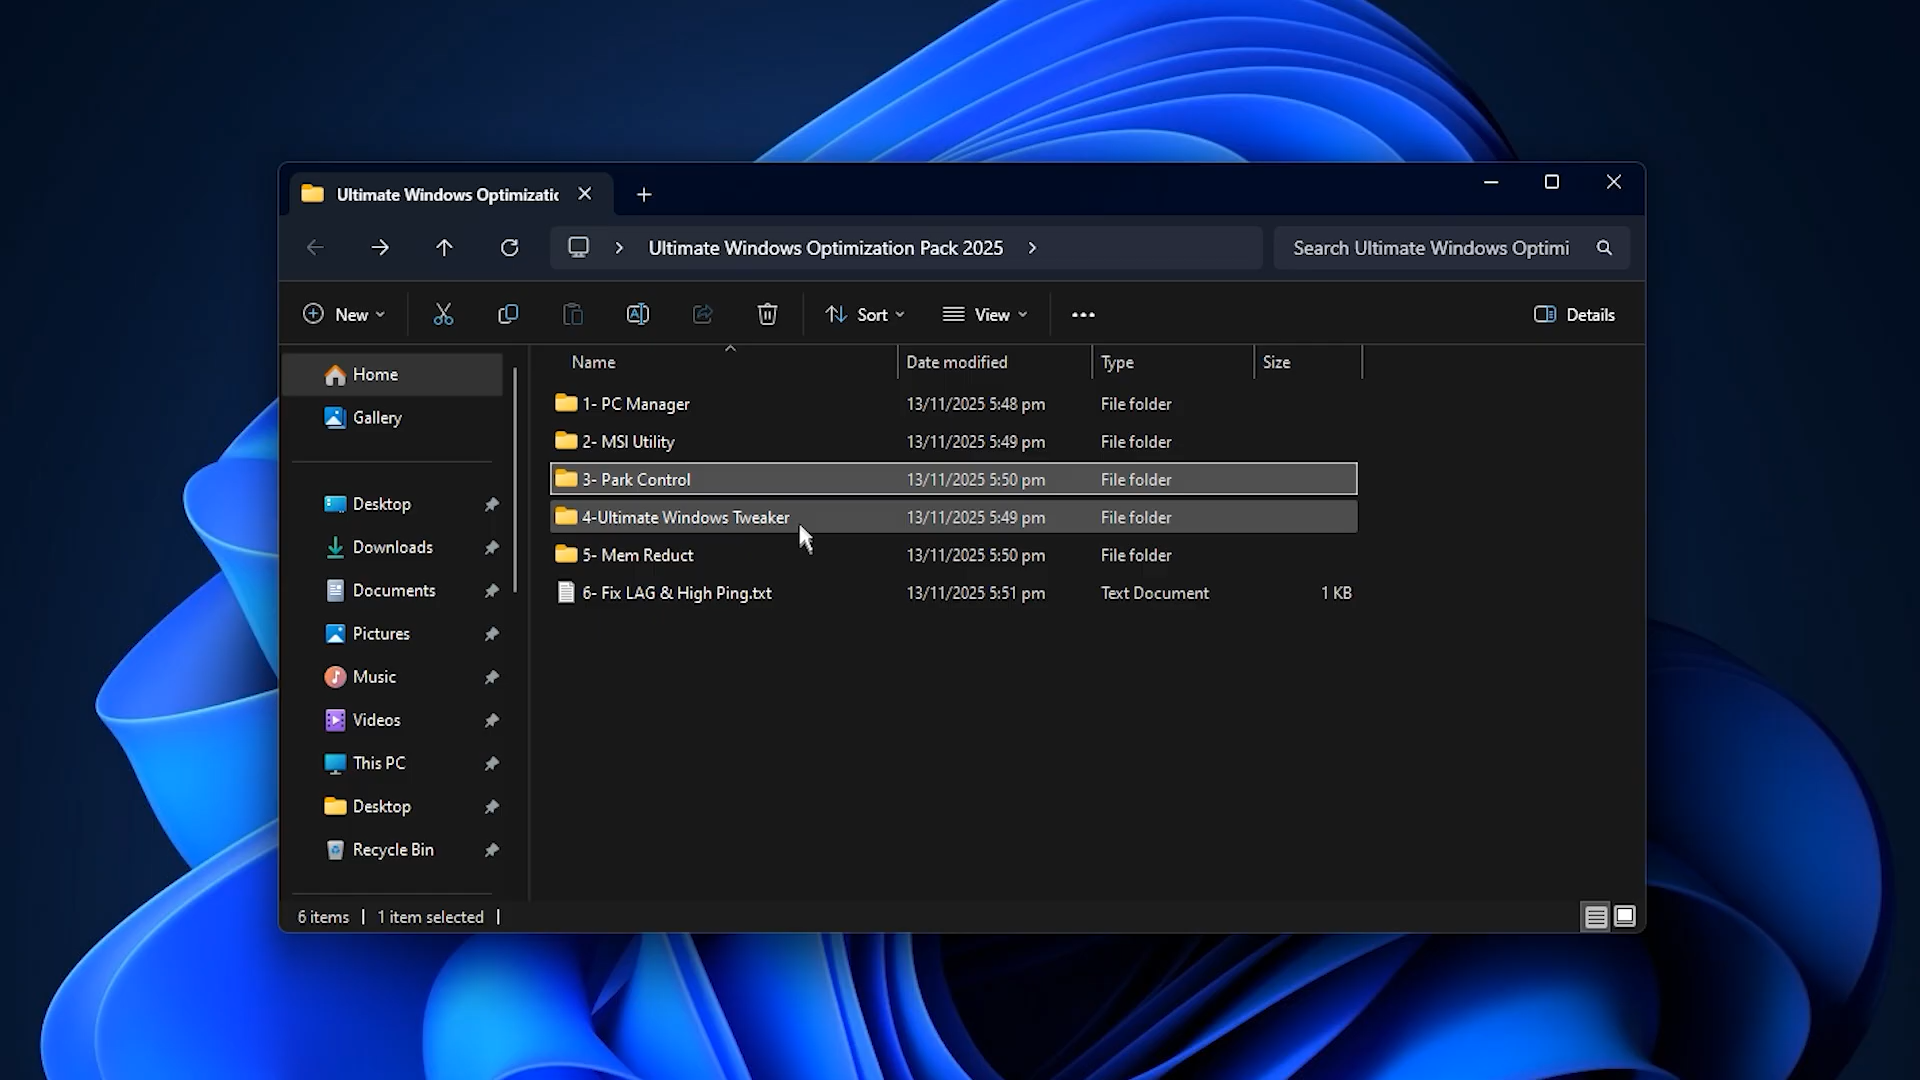 Ultimate Windows Optimizatic
Ultimate Windows Optimization Pack 2025
Search Ultimate Windows Optimi
New
Sort
View
Details
Name Date modified Type Size
Home
Gallery
Desktop
Downloads
Documents
Pictures
Music
Videos
This PC
Desktop
Recycle Bin
1- PC Manager 13/11/2025 5:48 pm File folder
2- MSI Utility 13/11/2025 5:49 pm File folder
3- Park Control 13/11/2025 5:50 pm File folder
4-Ultimate Windows Tweaker 13/11/2025 5:49 pm File folder
5- Mem Reduct 13/11/2025 5:50 pm File folder
6- Fix LAG & High Ping.txt 13/11/2025 5:51 pm Text Document 1 KB
6 items 1 item selected